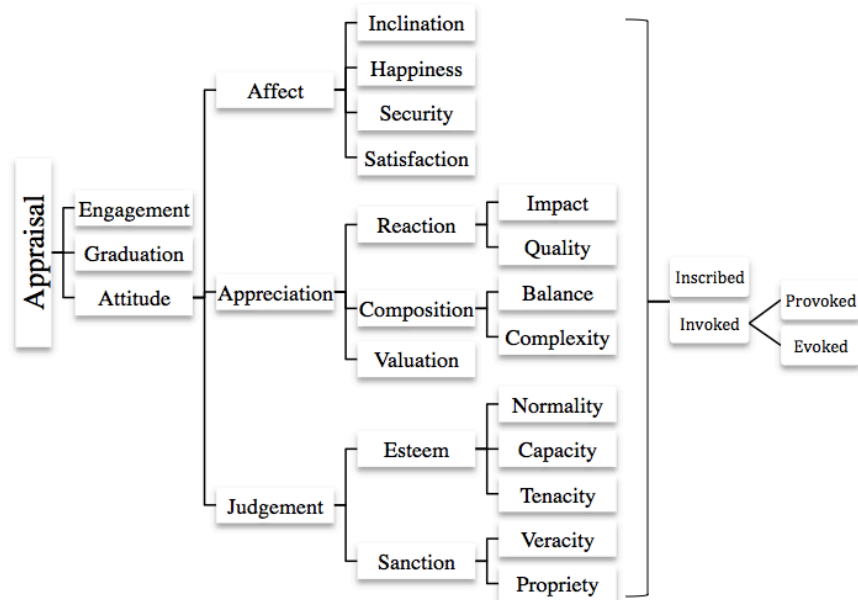 Appraisal
Engagement
Graduation
Attitude
Affect
Appreciation
Judgement
Inclination
Happiness
Security
Satisfaction
Reaction
Composition
Valuation
Esteem
Sanction
Impact
Quality
Balance
Complexity
Normality
Capacity
Tenacity
Veracity
Propriety
Inscribed
Invoked
Provoked
Evoked